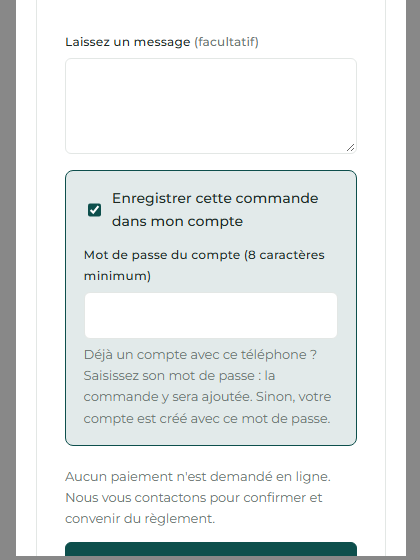 Laissez un message (facultatif)
Enregistrer cette commande
dans mon compte
Mot de passe du compte (8 caractères
minimum)
Déjà un compte avec ce téléphone ?
Saisissez son mot de passe : la
commande y sera ajoutée. Sinon, votre
compte est créé avec ce mot de passe.
Aucun paiement n'est demandé en ligne.
Nous vous contactons pour confirmer et
convenir du règlement.